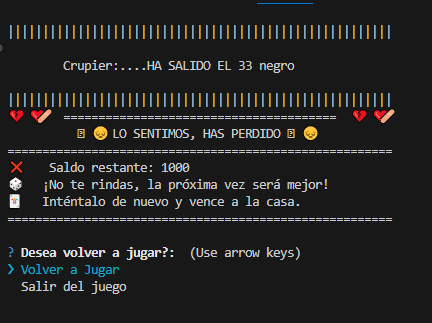 ||||||||||||||||||||||||||||||||||||||||||||||||||||||||
Crupier:....HA SALIDO EL 33 negro
||||||||||||||||||||||||||||||||||||||||||||||||||||||||
💔 ❤️‍🩹 ======================================= 💔 ❤️‍🩹
😞 LO SENTIMOS, HAS PERDIDO 😞
========================================================
❌ Saldo restante: 1000
🎲 ¡No te rindas, la próxima vez será mejor!
🃏 Inténtalo de nuevo y vence a la casa.
========================================================
? Desea volver a jugar?: (Use arrow keys)
❯ Volver a Jugar
Salir del juego